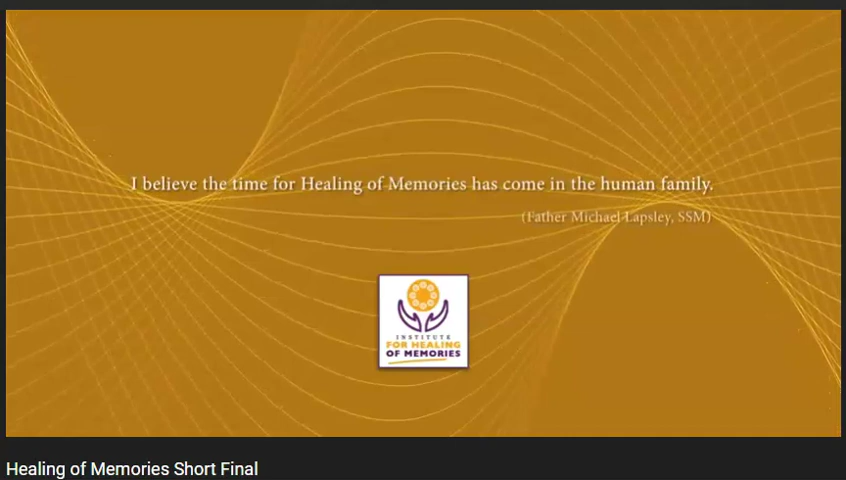 I believe the time for Healing of Memories has come in the human family.
(Father Michael Lapsley, SSM)
INSTITUTE
FOR HEALING
OF MEMORIES
Healing of Memories Short Final